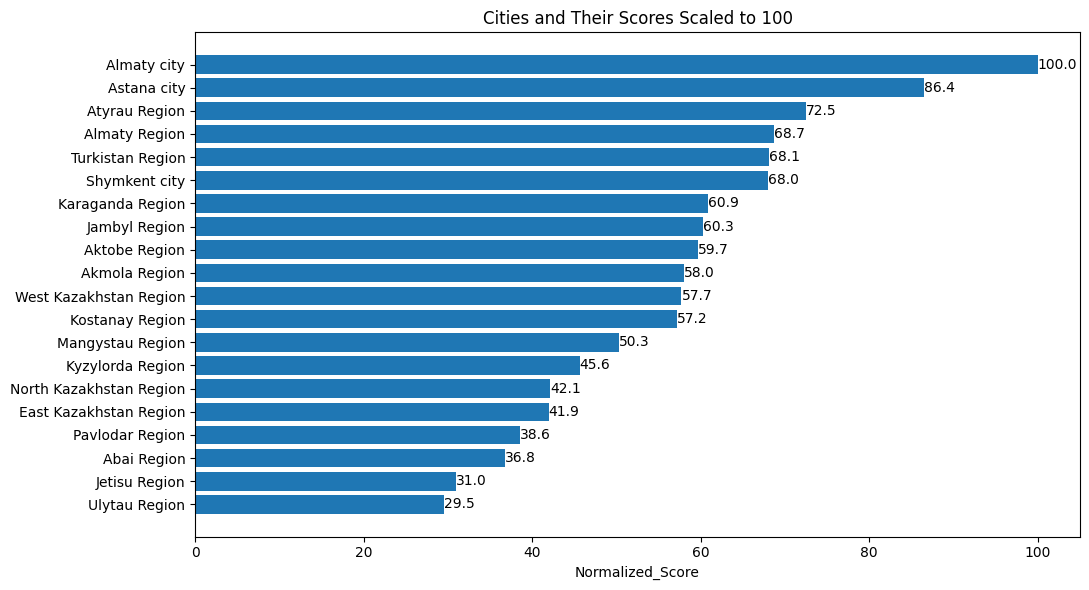 Cities and Their Scores Scaled to 100
Almaty city 100.0
Astana city 86.4
Atyrau Region 72.5
Almaty Region 68.7
Turkistan Region 68.1
Shymkent city 68.0
Karaganda Region 60.9
Jambyl Region 60.3
Aktobe Region 59.7
Akmola Region 58.0
West Kazakhstan Region 57.7
Kostanay Region 57.2
Mangystau Region 50.3
Kyzylorda Region 45.6
North Kazakhstan Region 42.1
East Kazakhstan Region 41.9
Pavlodar Region 38.6
Abai Region 36.8
Jetisu Region 31.0
Ulytau Region 29.5
0 20 40 60 80 100
Normalized_Score